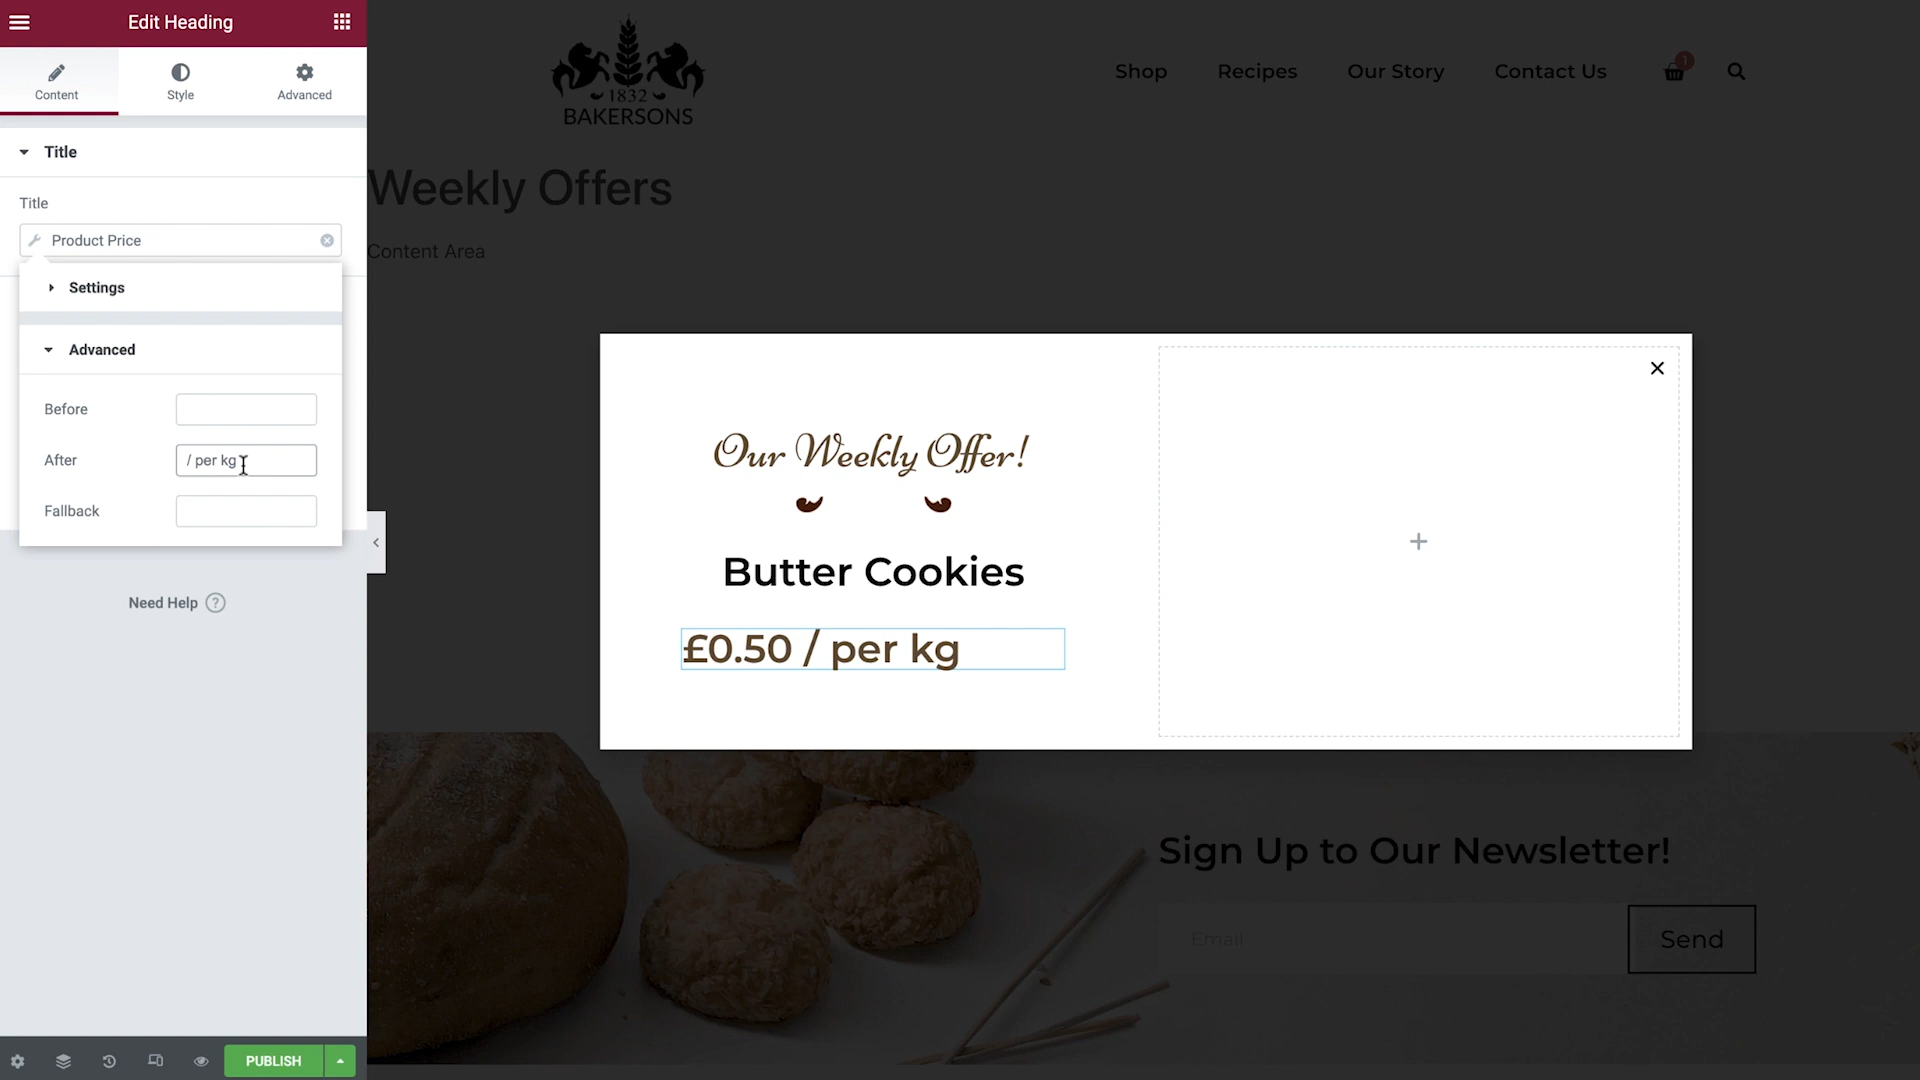 Edit Heading
Content
Style
Advanced
Title
Title
Product Price
Settings
Advanced
Before
After
/ per kg
Fallback
Need Help ?
PUBLISH
1832
BAKERSONS
Shop
Recipes
Our Story
Contact Us
1
Weekly Offers
Content Area
Our Weekly Offer!
Butter Cookies
£0.50 / per kg
Sign Up to Our Newsletter!
Email
Send